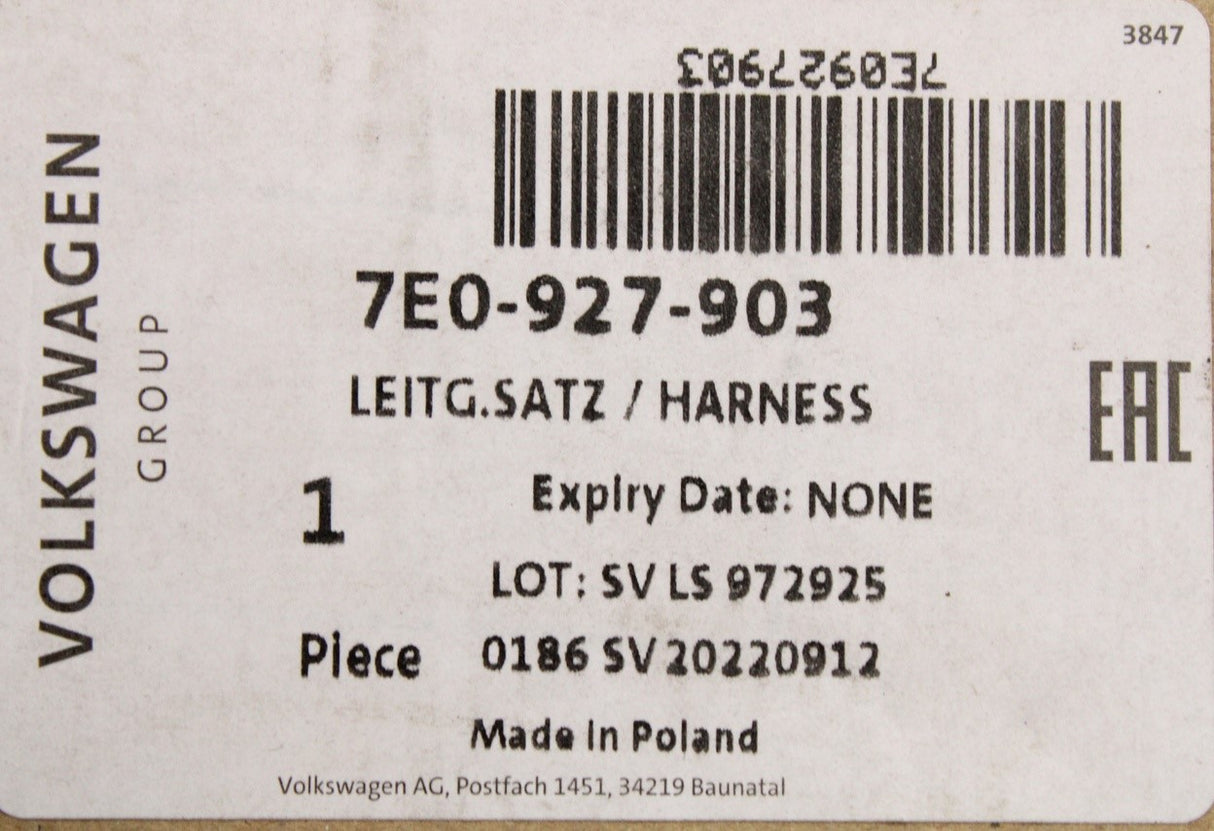 3847
7E0927903
VOLKSWAGEN
GROUP
7E0-927-903
LEITG.SATZ / HARNESS
EAC
1
Expiry Date: NONE
LOT: SV LS 972925
Piece 0186 SV 20220912
Made in Poland
Volkswagen AG, Postfach 1451, 34219 Baunatal